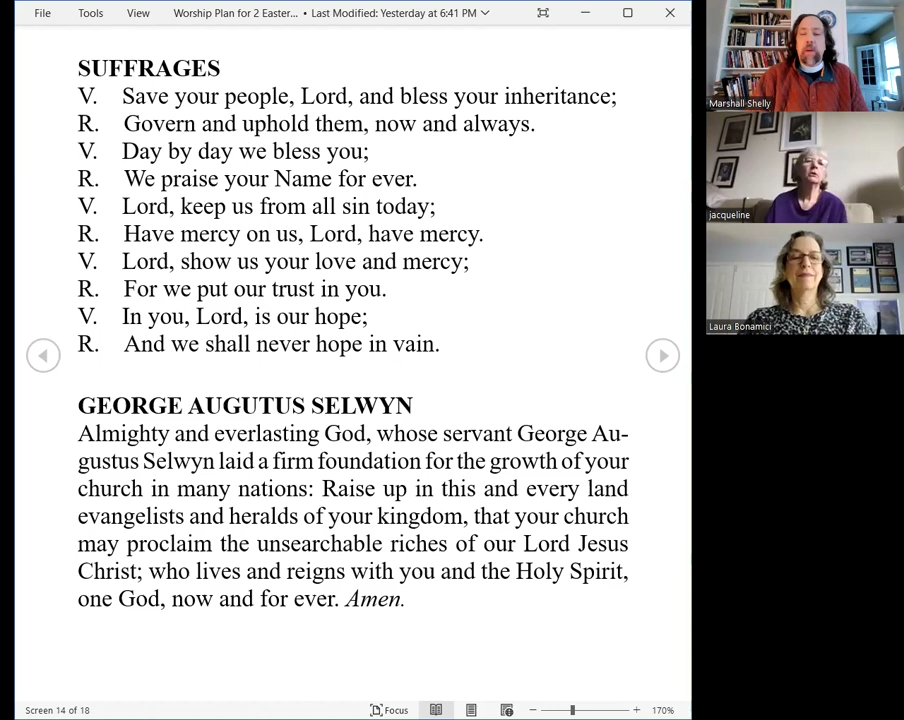 File Tools Worship Plan for 2 Easter... • Last Modified: Yesterday at 6:41 PM
SUFFRAGES
V. Save your people, Lord, and bless your inheritance;
R. Govern and uphold them, now and always.
V. Day by day we bless you;
R. We praise your Name for ever.
V. Lord, keep us from all sin today;
R. Have mercy on us, Lord, have mercy.
V. Lord, show us your love and mercy;
R. For we put our trust in you.
V. In you, Lord, is our hope;
R. And we shall never hope in vain.
GEORGE AUGUTUS SELWYN
Almighty and everlasting God, whose servant George Au-
gustus Selwyn laid a firm foundation for the growth of your
church in many nations: Raise up in this and every land
evangelists and heralds of your kingdom, that your church
may proclaim the unsearchable riches of our Lord Jesus
Christ; who lives and reigns with you and the Holy Spirit,
one God, now and for ever. Amen.
Screen 14 of 18 Focus 170%
Marshall Shelly
jacqueline
Laura Bonamici